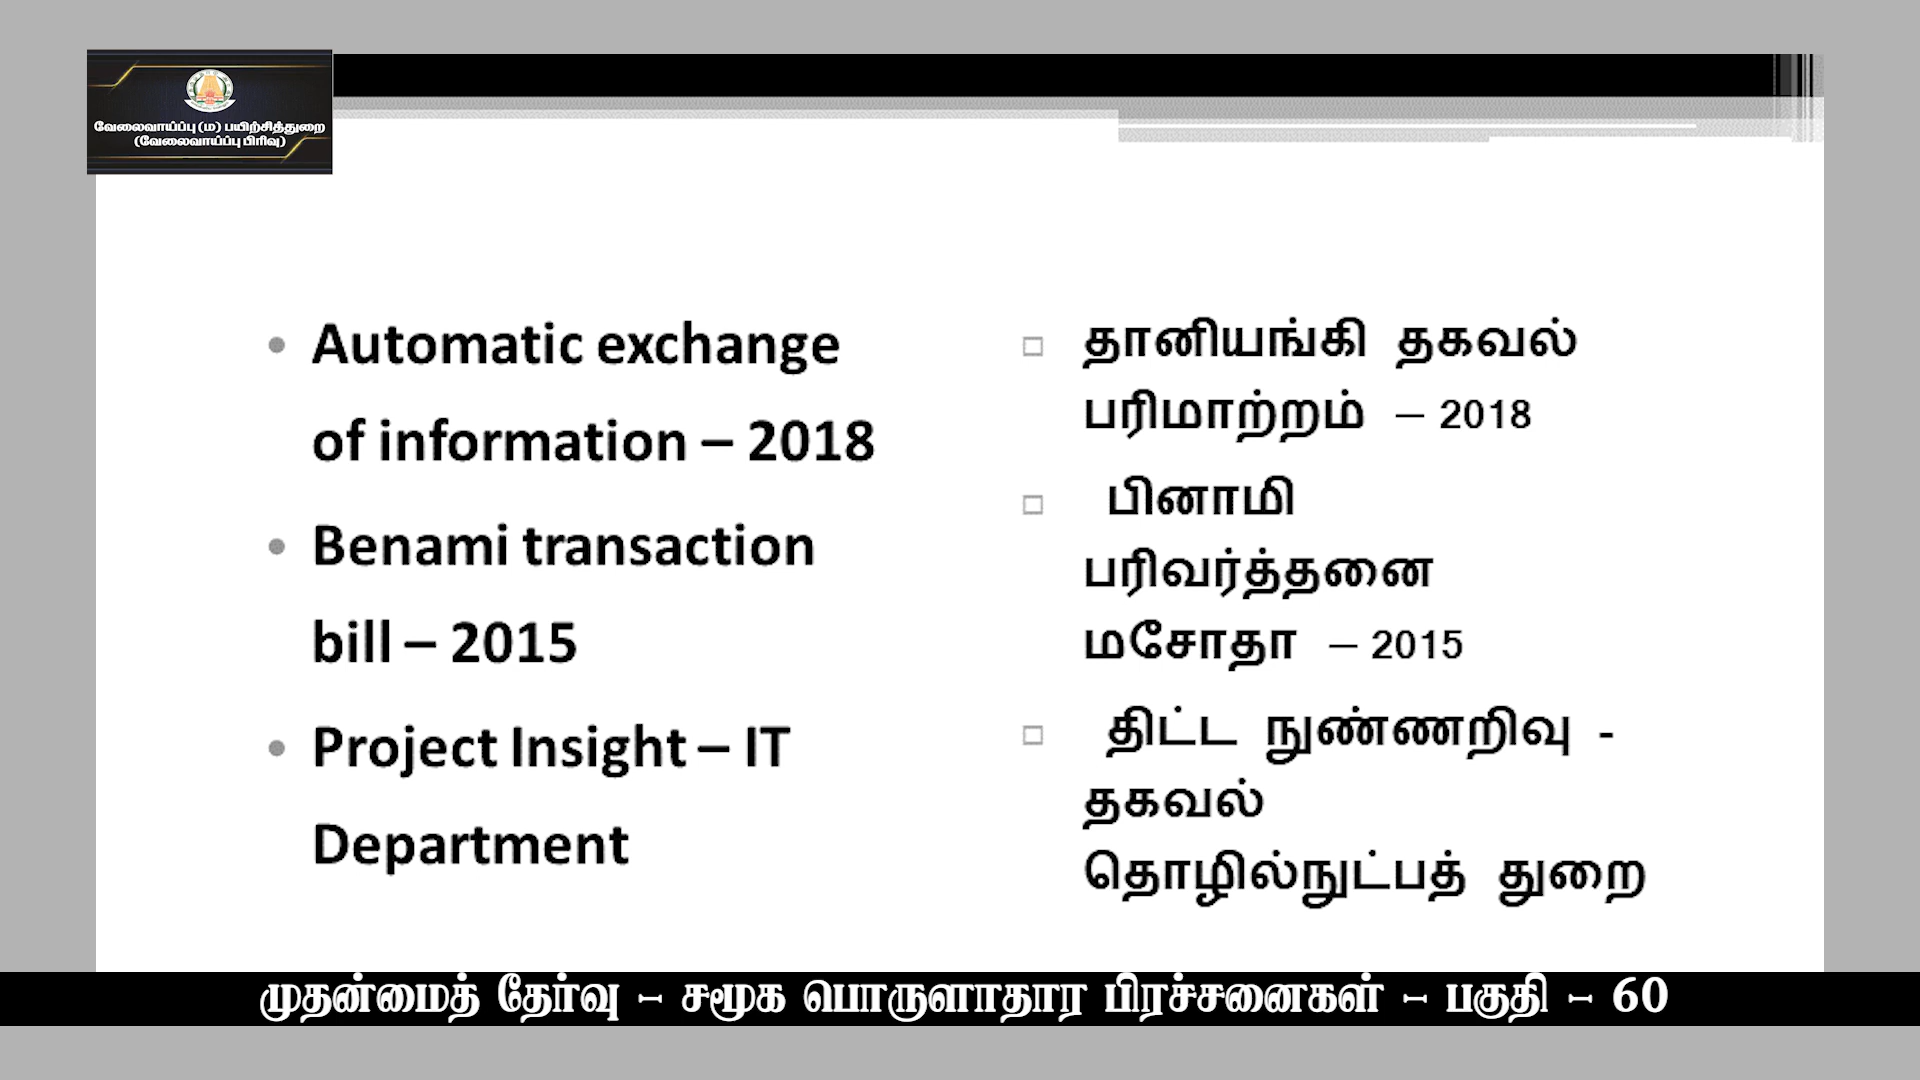 வேலைவாய்ப்பு (ம) பயிற்சித்துறை
(வேலைவாய்ப்பு பிரிவு)
• Automatic exchange
of information – 2018
• Benami transaction
bill – 2015
• Project Insight – IT
Department
□ தானியங்கி தகவல்
பரிமாற்றம் – 2018
□ பினாமி
பரிவர்த்தனை
மசோதா – 2015
□ திட்ட நுண்ணறிவு -
தகவல்
தொழில்நுட்பத் துறை
முதன்மைத் தேர்வு - சமூக பொருளாதார பிரச்சனைகள் - பகுதி - 60